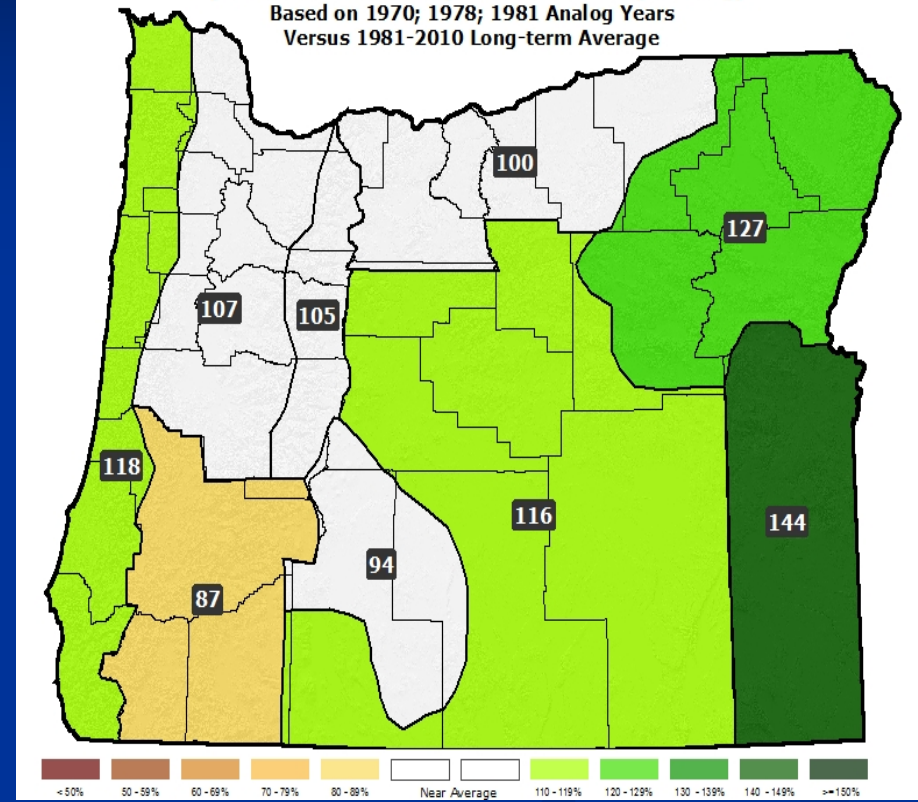 Based on 1970; 1978; 1981 Analog Years
Versus 1981-2010 Long-term Average
100
127
107
105
118
116
144
94
87
<50%
50 - 59%
60 - 69%
70 - 79%
80 - 89%
Near Average
110 - 119%
120 - 129%
130 - 139%
140 - 149%
>=150%